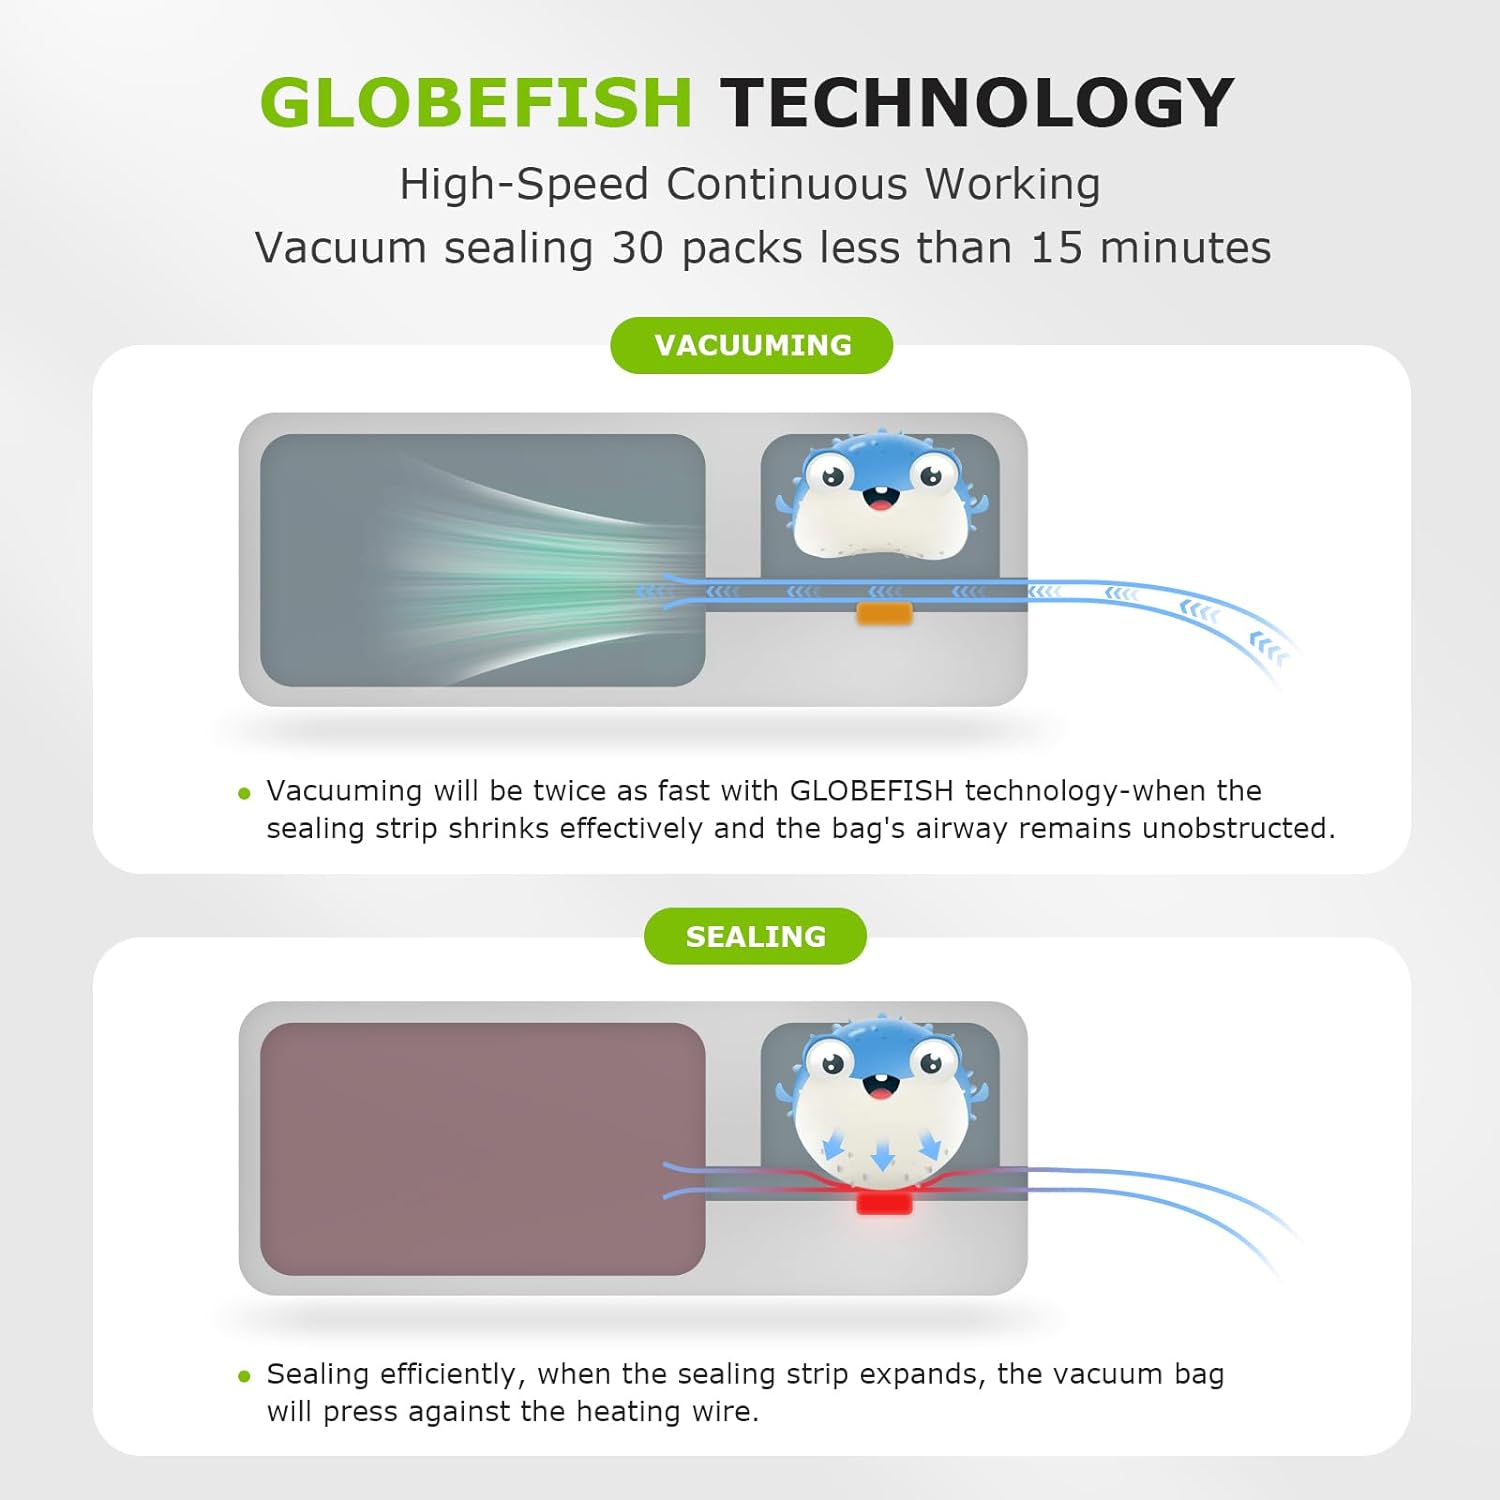 GLOBEFISH TECHNOLOGY
High-Speed Continuous Working
Vacuum sealing 30 packs less than 15 minutes
VACUUMING
Vacuuming will be twice as fast with GLOBEFISH technology-when the
sealing strip shrinks effectively and the bag's airway remains unobstructed.
SEALING
Sealing efficiently, when the sealing strip expands, the vacuum bag
will press against the heating wire.